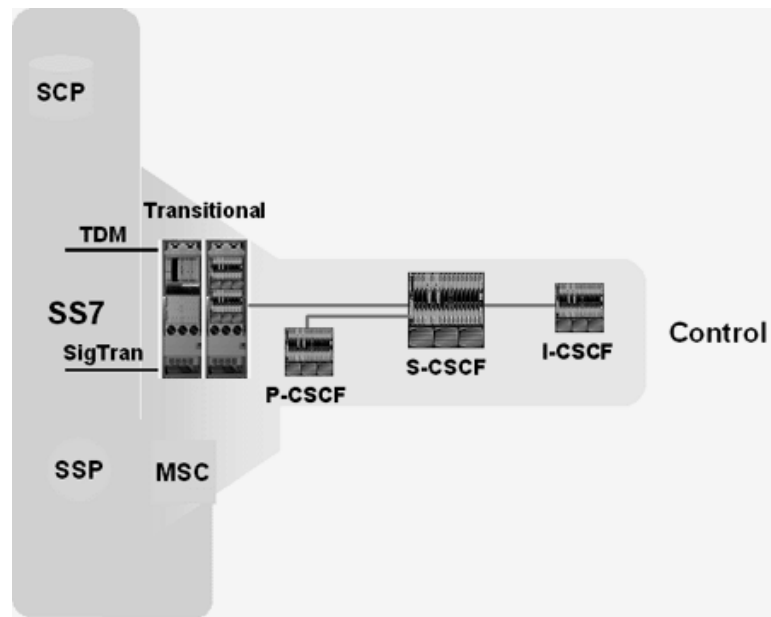 SCP
Transitional
TDM
SS7
SigTran
Control
P-CSCF
S-CSCF
I-CSCF
SSP
MSC